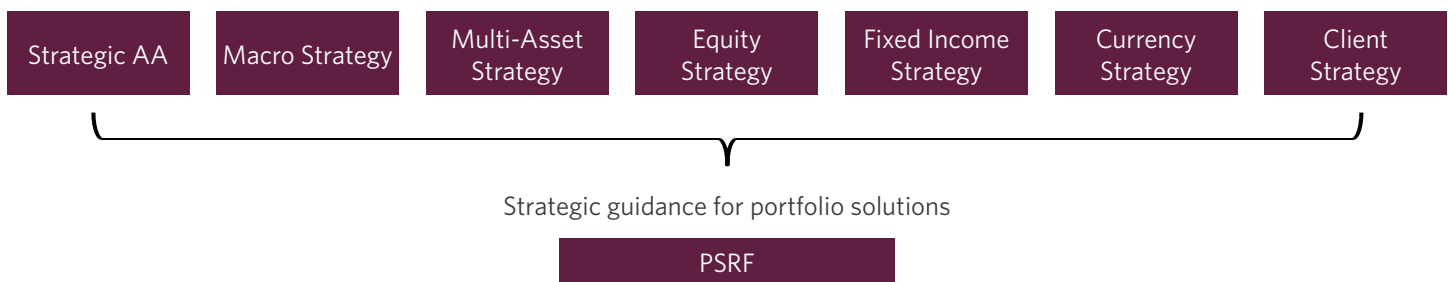 Strategic AA
Macro Strategy
Multi-Asset
Strategy
Equity
Strategy
Fixed Income
Strategy
Currency
Strategy
Client
Strategy
Strategic guidance for portfolio solutions
PSRF